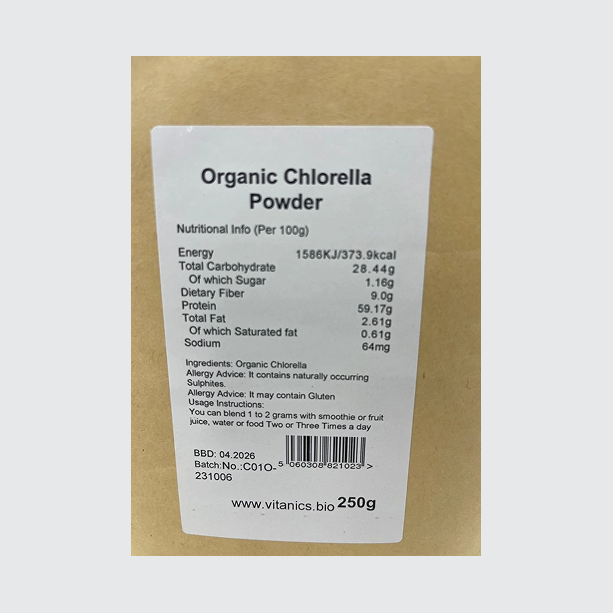 Organic Chlorella
Powder
Nutritional Info (Per 100g)
Energy 1586KJ/373.9kcal
Total Carbohydrate 28.44g
Of which Sugar 1.16g
Dietary Fiber 9.0g
Protein 59.17g
Total Fat 2.61g
Of which Saturated fat 0.61g
Sodium 64mg
Ingredients: Organic Chlorella
Allergy Advice: It contains naturally occurring
Sulphites.
Allergy Advice: It may contain Gluten
Usage Instructions:
You can blend 1 to 2 grams with smoothie or fruit
juice, water or food Two or Three Times a day
BBD: 04.2026
Batch:No.:C01O-
231006
5 060308 821023 >
www.vitanics.bio 250g